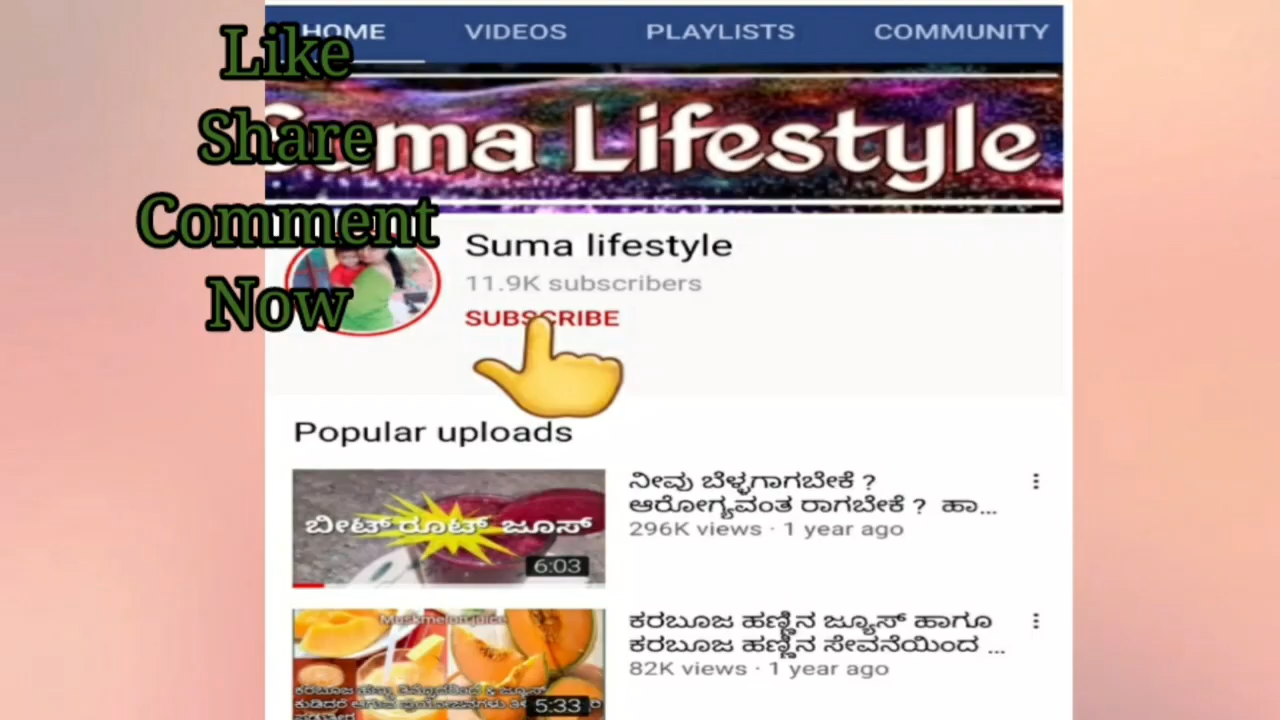 HOME VIDEOS PLAYLISTS COMMUNITY
Like
Share
Comment
Now
Suma Lifestyle
Suma lifestyle
11.9K subscribers
SUBSCRIBE
Popular uploads
ಬೀಟ್ ರೂಟ್ ಜೂಸ್
6:03
ನೀವು ಬೆಳ್ಳಗಾಗಬೇಕೆ ?
ಆರೋಗ್ಯವಂತ ರಾಗಬೇಕೆ ? ಹಾ...
296K views · 1 year ago
Muskmelon juice
5:33
ಕರಬೂಜ ಹಣ್ಣಿನ ಜ್ಯೂಸ್ ಹಾಗೂ
ಕರಬೂಜ ಹಣ್ಣಿನ ಸೇವನೆಯಿಂದ ...
82K views · 1 year ago